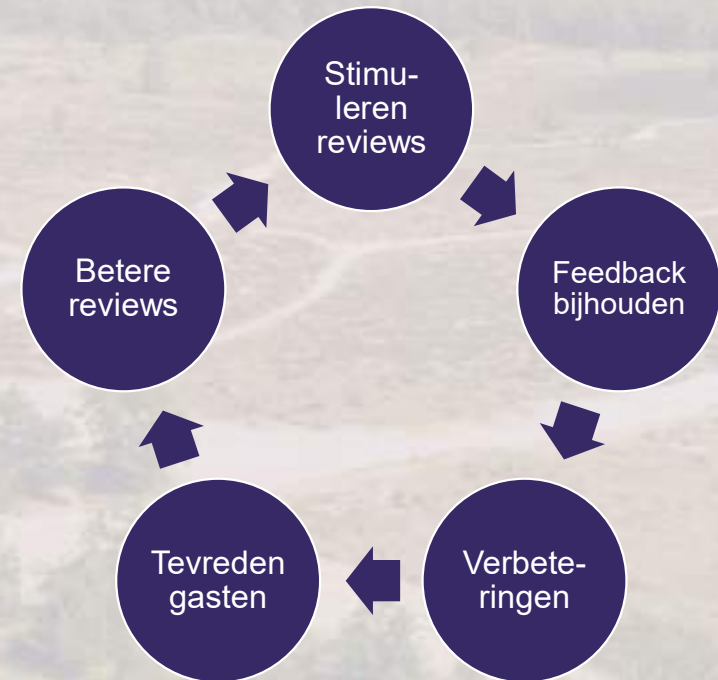 Stimu-
leren
reviews
Feedback
bijhouden
Verbete-
ringen
Tevreden
gasten
Betere
reviews